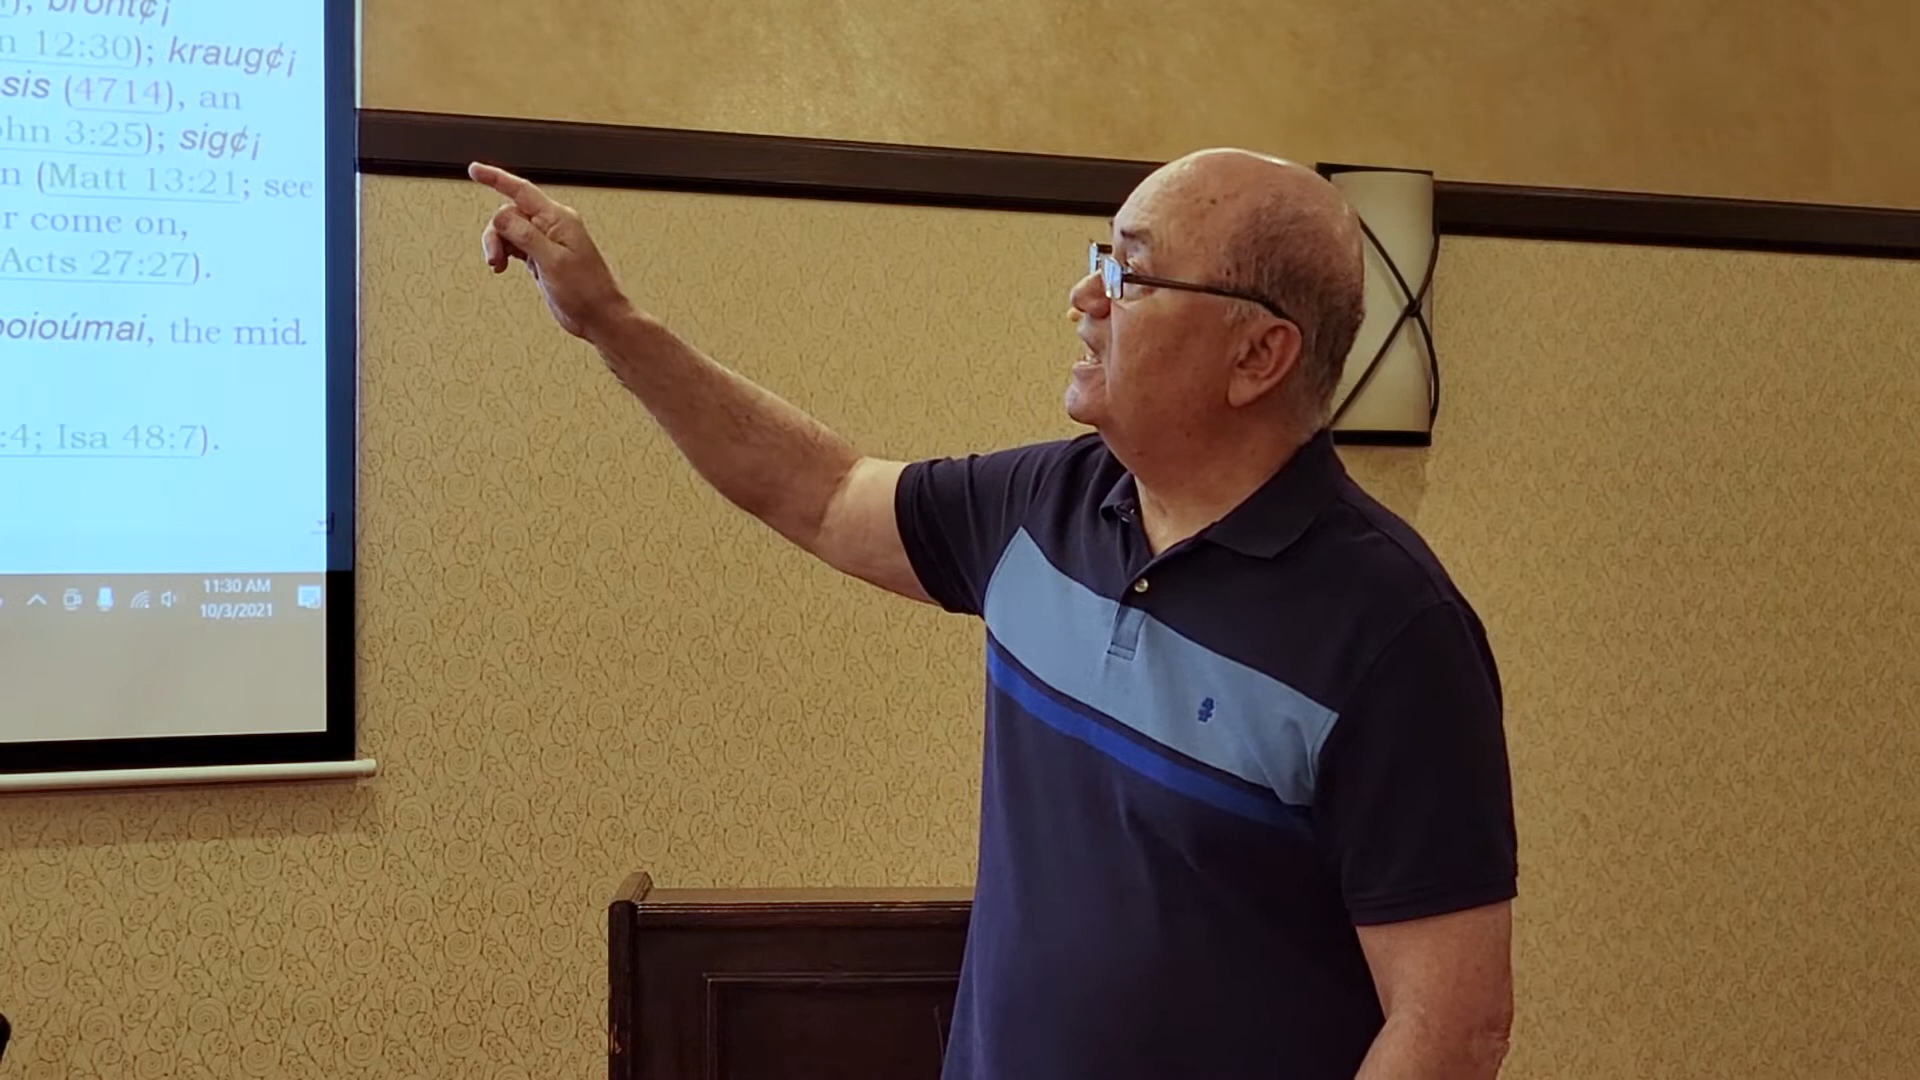 bront¢¡
n 12:30); kraug¢¡
sis (4714), an
ohn 3:25); sig¢¡
n (Matt 13:21; see
r come on,
Acts 27:27).
poioúmai, the mid.
:4; Isa 48:7).
11:30 AM
10/3/2021